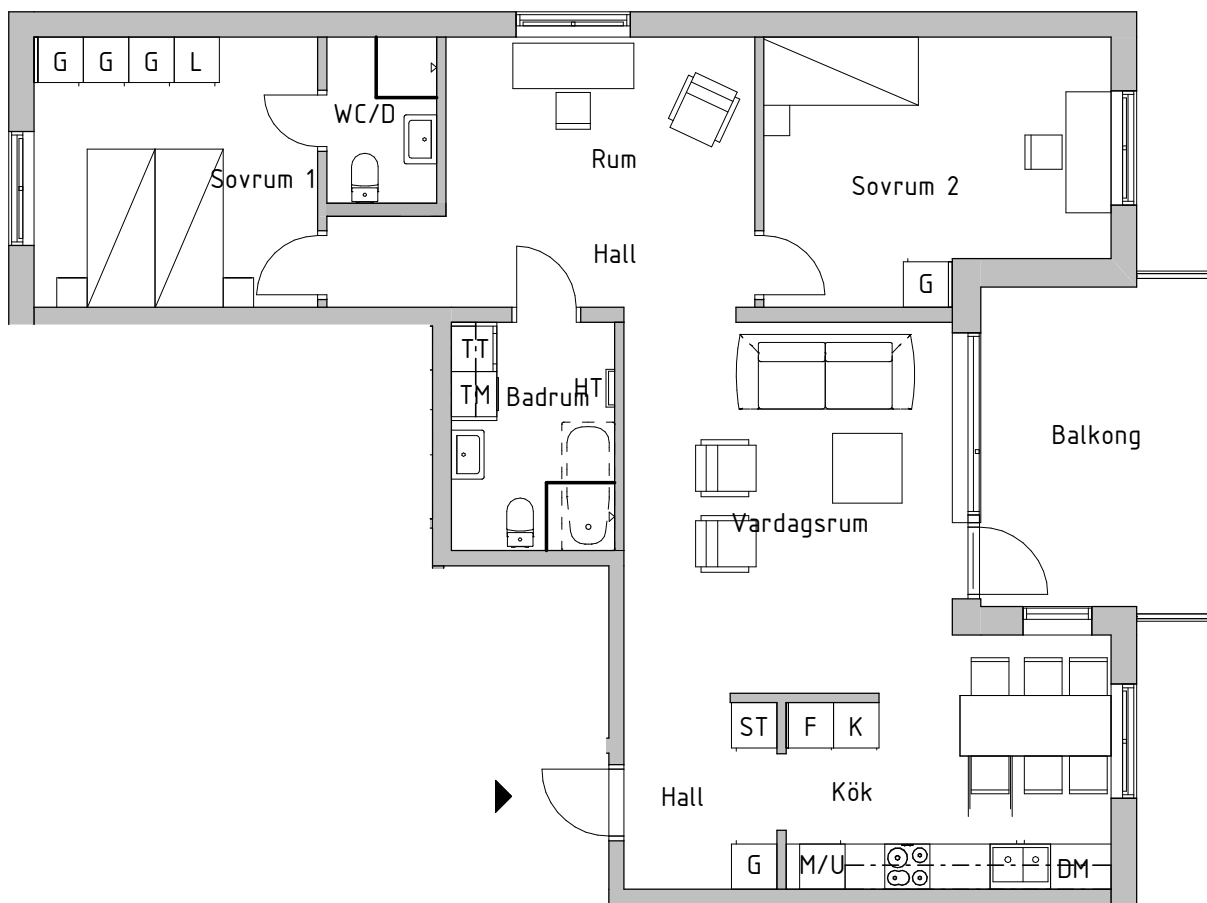 G G G L
WC/D
Rum
Sovrum 1
Sovrum 2
Hall
G
TT
TM
Badrum
HT
Balkong
Vardagsrum
ST
F
K
Hall
Kök
G
M/U
DM